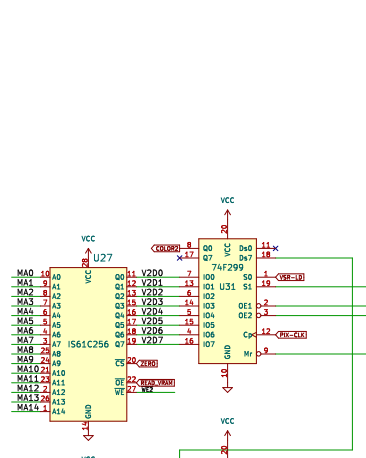 VCC
20
COLOR2 8 Q0 VCC Ds0 11
17 Q7 Ds7 18
74F299
VCC
28
U27
7 IO0 S0 1 VSR-LD
MA0 10 A0 VCC Q0 11 V2D0
MA1 9 A1 Q1 12 V2D1 13 IO1 U31 S1 19
MA2 8 A2 Q2 13 V2D2 6 IO2
MA3 7 A3 Q3 15 V2D3 14 IO3 OE1 2
MA4 6 A4 Q4 16 V2D4 5 IO4 OE2 3
MA5 5 A5 Q5 17 V2D5 15 IO5
MA6 4 A6 Q6 18 V2D6 4 IO6 Cp 12 PIX-CLK
MA7 3 A7 IS61C256 Q7 19 V2D7 16 IO7
MA8 25 A8 GND Mr 9
MA9 24 A9 CS 20 ZERO
MA10 21 A10 10
MA11 23 A11 OE 22 READ_VRAM
MA12 2 A12 WE 27 WE2
MA13 26 A13
MA14 1 A14 GND
14
VCC
20
VCC